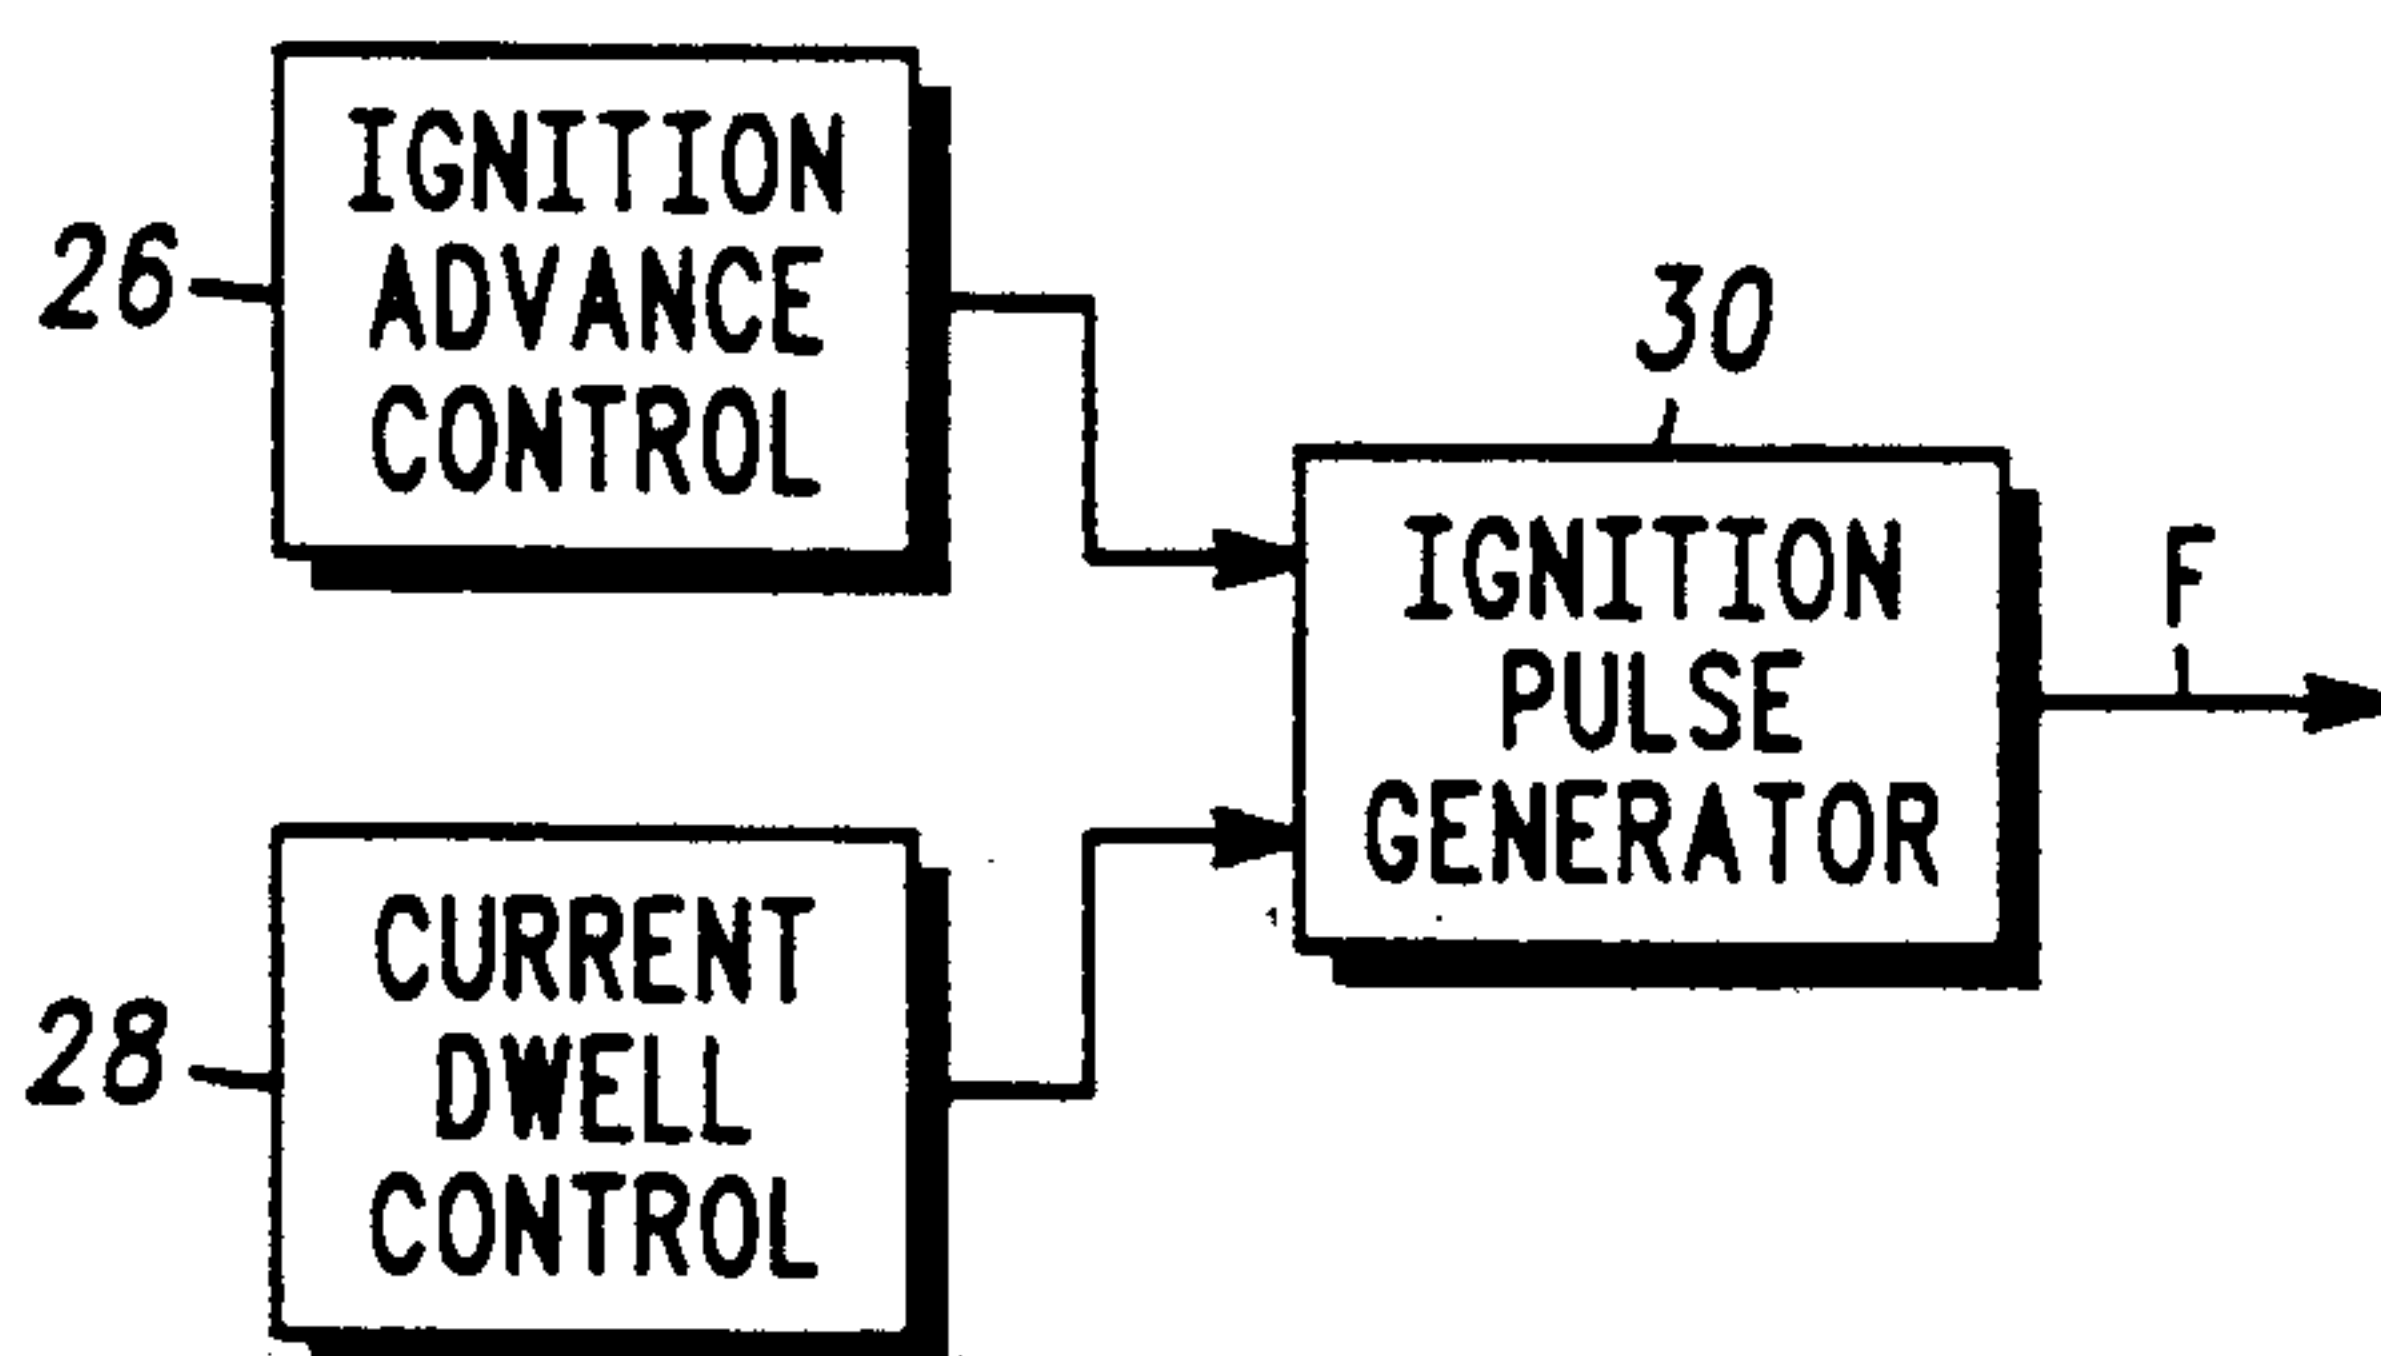 IGNITION
ADVANCE
CONTROL
26
30
IGNITION
PULSE
GENERATOR
F
CURRENT
DWELL
CONTROL
28